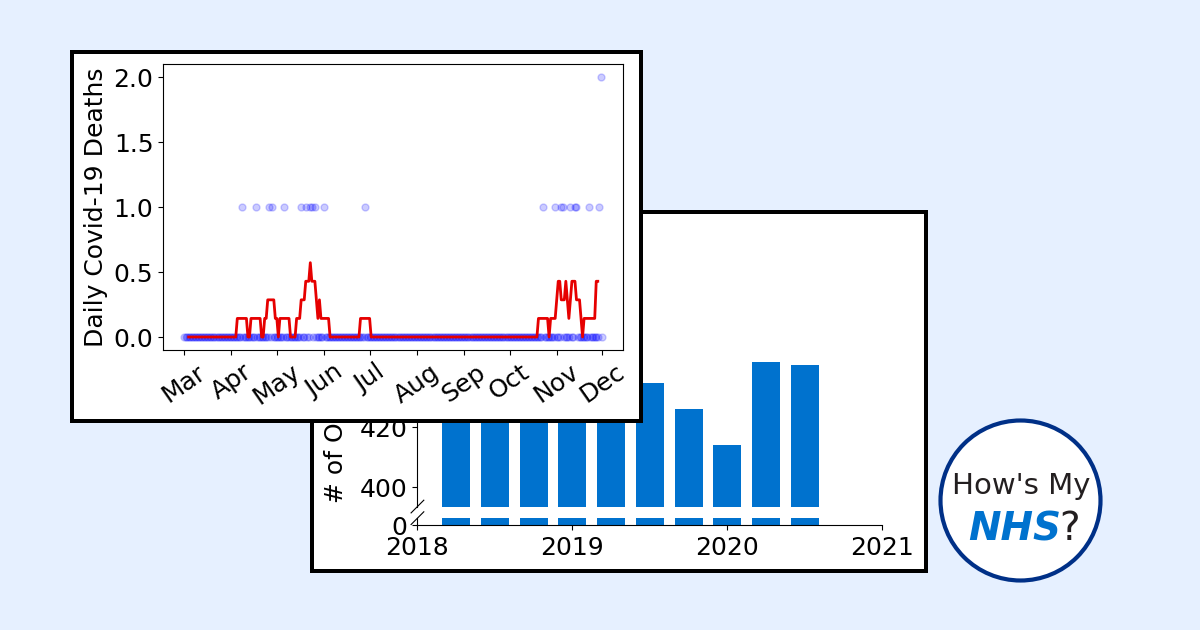 Daily Covid-19 Deaths
2.0
1.5
1.0
0.5
0.0
Mar Apr May Jun Jul Aug Sep Oct Nov Dec
# of O
420
400
0
2018 2019 2020 2021
How's My
NHS?